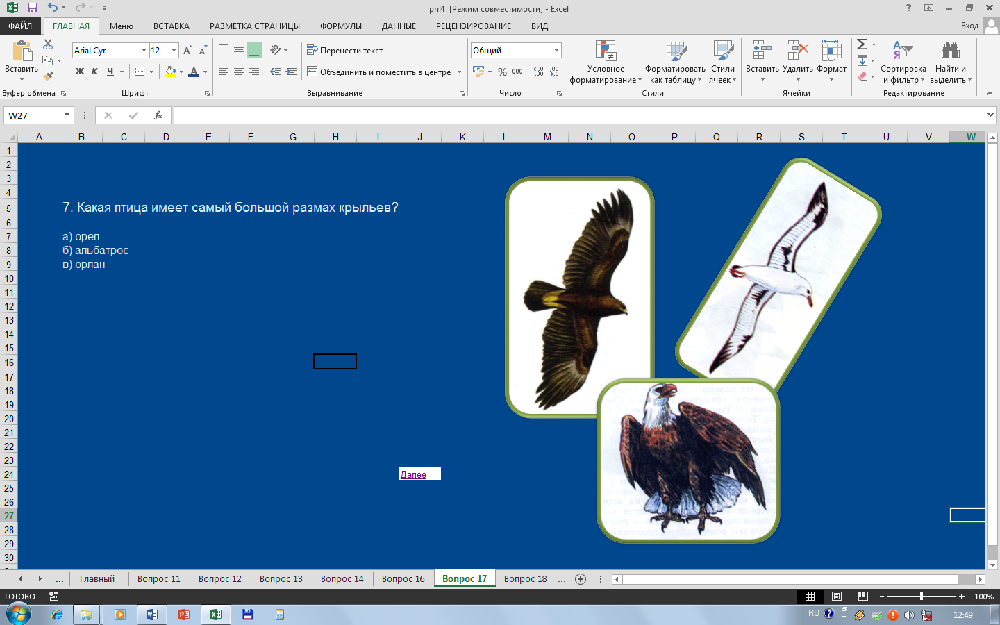 pril4 [Режим совместимости] - Excel
Вход
ФАЙЛ ГЛАВНАЯ Меню ВСТАВКА РАЗМЕТКА СТРАНИЦЫ ФОРМУЛЫ ДАННЫЕ РЕЦЕНЗИРОВАНИЕ ВИД
Вставить
Буфер обмена
Arial Cyr 12
Ж К Ч
Шрифт
Перенести текст
Объединить и поместить в центре
Выравнивание
Общий
% 000
Число
Условное форматирование
Форматировать как таблицу
Стили ячеек
Стили
Вставить Удалить Формат
Ячейки
Сортировка и фильтр
Найти и выделить
Редактирование
W27
A B C D E F G H I J K L M N O P Q R S T U V W
1
2
3
4
5
6
7
8
9
10
11
12
13
14
15
16
17
18
19
20
21
22
23
24
25
26
27
28
29
30
7. Какая птица имеет самый большой размах крыльев?
а) орёл
б) альбатрос
в) орлан
Далее
... Главный Вопрос 11 Вопрос 12 Вопрос 13 Вопрос 14 Вопрос 16 Вопрос 17 Вопрос 18 ...
ГОТОВО
100%
RU
12:49